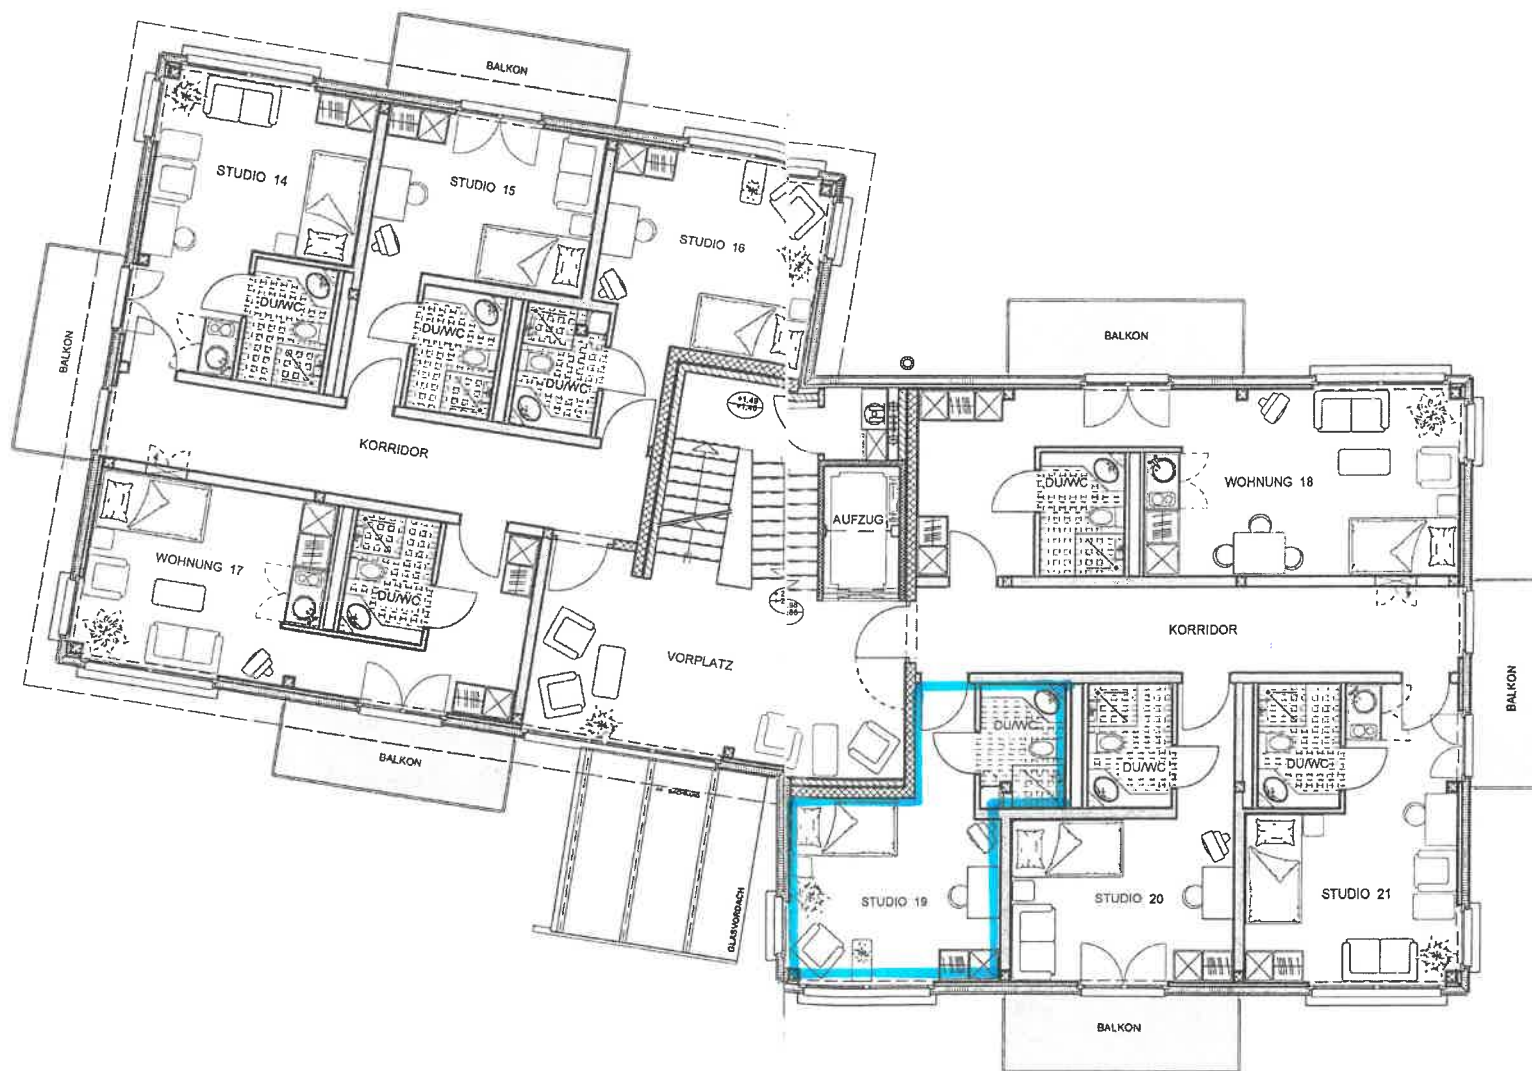 BALKON
STUDIO 14
STUDIO 15
STUDIO 16
DU/WC
DU/WC
DU/WC
BALKON
KORRIDOR
+1.49
BALKON
WOHNUNG 17
DU/WC
AUFZUG
DU/WC
WOHNUNG 18
VORPLATZ
KORRIDOR
BALKON
BALKON
DU/WC
DU/WC
DU/WC
GLASVORDACH
STUDIO 19
STUDIO 20
STUDIO 21
BALKON